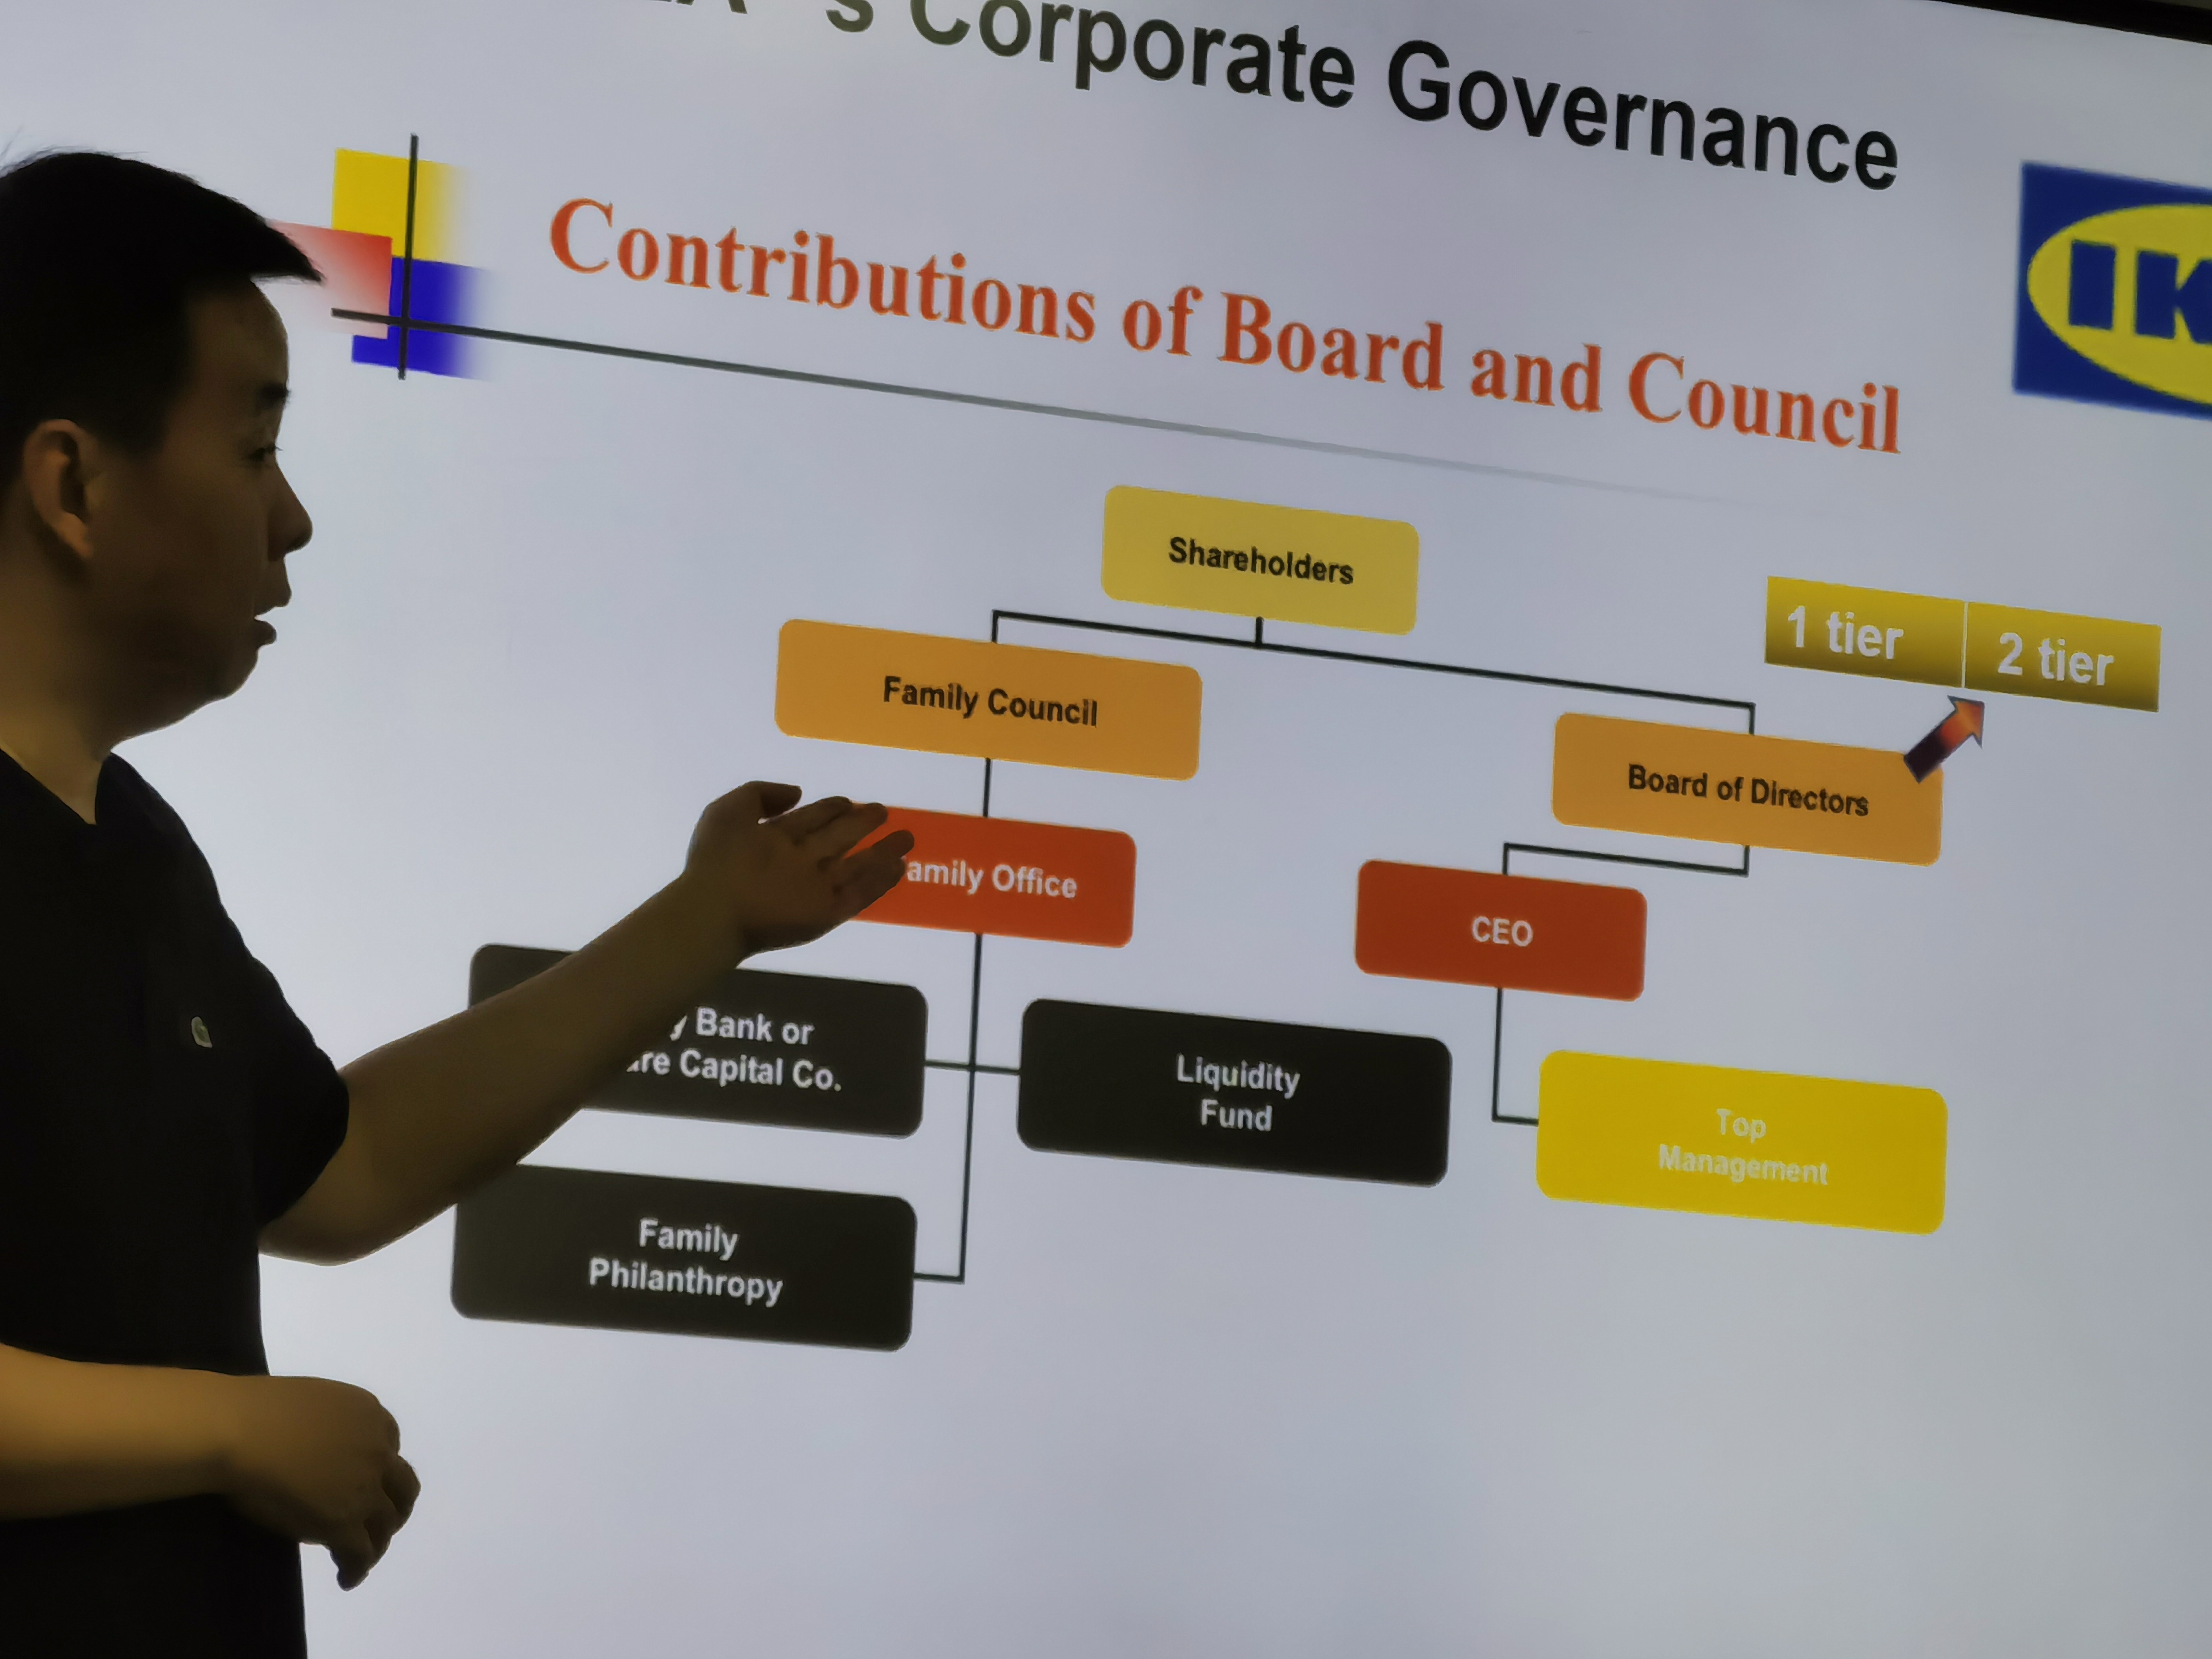 's Corporate Governance
IK
Contributions of Board and Council
Shareholders
1 tier 2 tier
Family Council
Board of Directors
Office
CEO
Bank or
Capital Co.
Liquidity
Fund
Top
Management
Family
Philanthropy